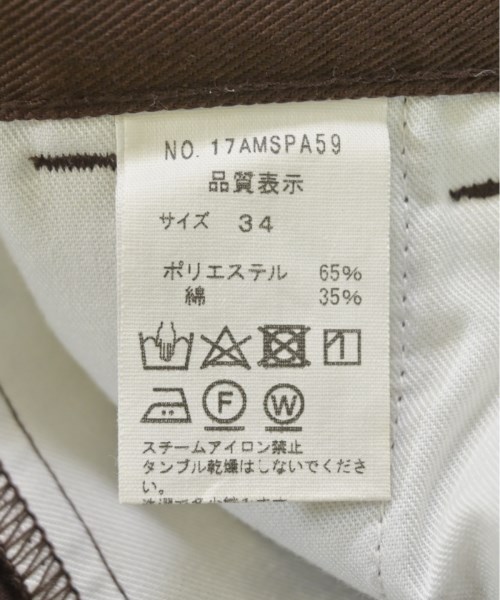 NO. 17AMSPA59
品質表示
サイズ 34
ポリエステル 65%
綿 35%
F W
スチームアイロン禁止
タンブル乾燥はしないでくださ
い。